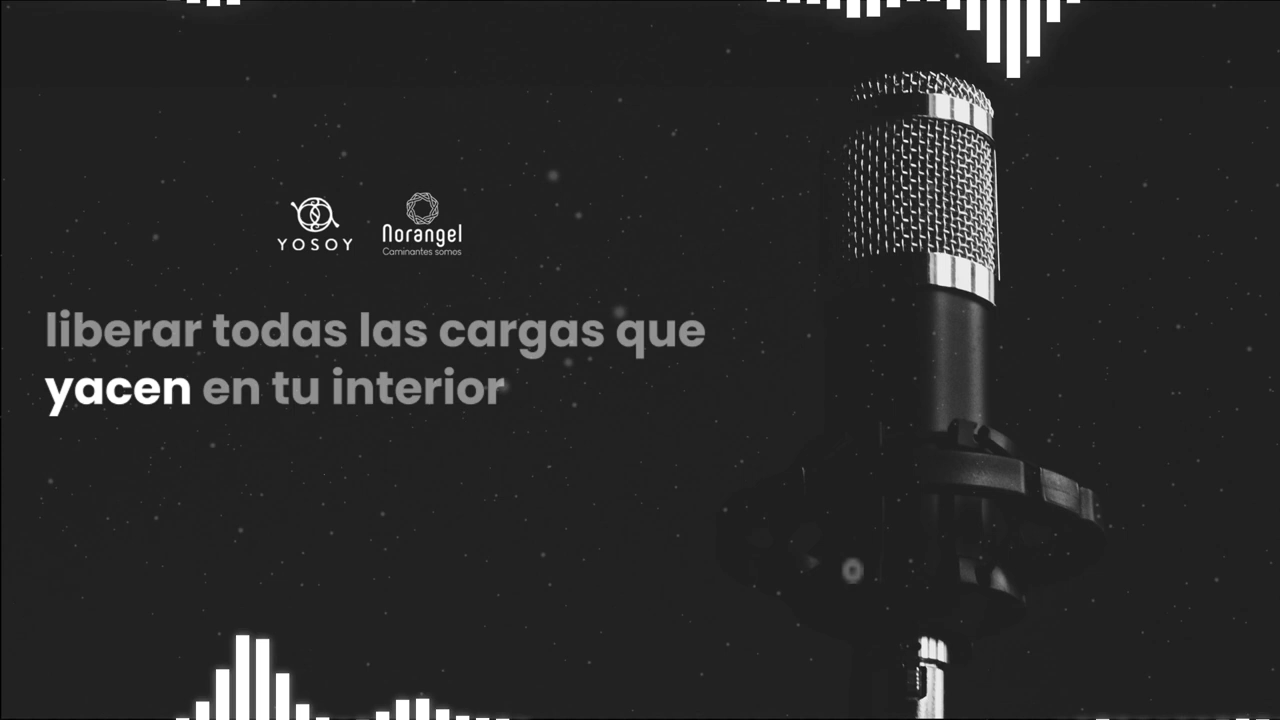 YOSOY
Norangel
Caminantes somos
liberar todas las cargas que
yacen en tu interior